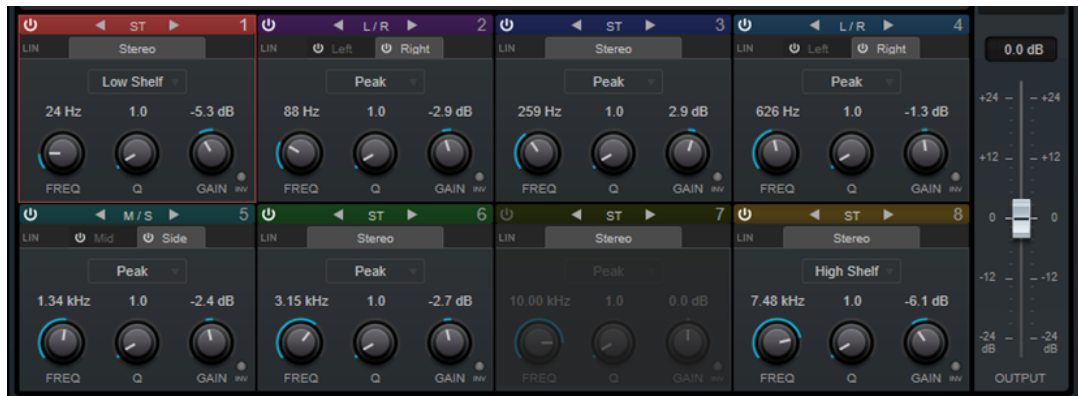 ST 1 L / R 2 ST 3 L / R 4
LIN Stereo LIN Left Right LIN Stereo LIN Left Right
0.0 dB
Low Shelf Peak Peak Peak
24 Hz 1.0 -5.3 dB 88 Hz 1.0 -2.9 dB 259 Hz 1.0 2.9 dB 626 Hz 1.0 -1.3 dB
+24 +24
+12 +12
FREQ Q GAIN INV FREQ Q GAIN INV FREQ Q GAIN INV FREQ Q GAIN INV
M / S 5 ST 6 ST 7 ST 8
0 0
LIN Mid Side LIN Stereo LIN Stereo LIN Stereo
Peak Peak Peak High Shelf
-12 -12
1.34 kHz 1.0 -2.4 dB 3.15 kHz 1.0 -2.7 dB 10.00 kHz 1.0 0.0 dB 7.48 kHz 1.0 -6.1 dB
-24 -24
dB dB
FREQ Q GAIN INV FREQ Q GAIN INV FREQ Q GAIN INV FREQ Q GAIN INV
OUTPUT